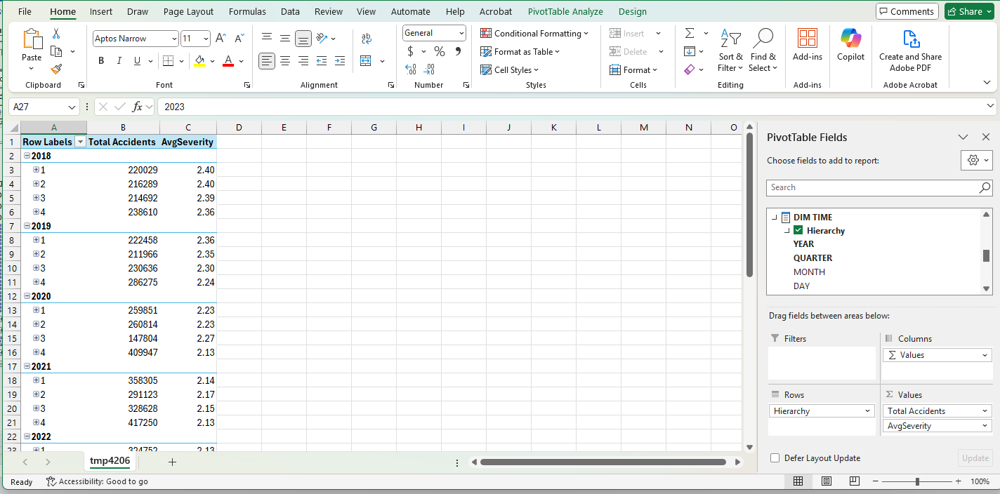 File Home Insert Draw Page Layout Formulas Data Review View Automate Help Acrobat PivotTable Analyze Design Comments Share
Aptos Narrow 11 General Conditional Formatting Insert
Paste B I U $ % Format as Table Delete Sort & Find & Add-ins Copilot Create and Share
Cell Styles Format Filter Select Adobe PDF
Clipboard Font Alignment Number Styles Cells Editing Add-ins Adobe Acrobat
A27 fx 2023
A B C D E F G H I J K L M N O
1 Row Labels Total Accidents AvgSeverity
2 2018
3 1 220029 2.40
4 2 216289 2.40
5 3 214692 2.39
6 4 238610 2.36
7 2019
8 1 222458 2.36
9 2 211966 2.35
10 3 230636 2.30
11 4 286275 2.24
12 2020
13 1 259851 2.23
14 2 260814 2.23
15 3 147804 2.27
16 4 409947 2.13
17 2021
18 1 358305 2.14
19 2 291123 2.17
20 3 328628 2.15
21 4 417250 2.13
22 2022
23 1 324752 2.13
PivotTable Fields
Choose fields to add to report:
Search
DIM TIME
Hierarchy
YEAR
QUARTER
MONTH
DAY
Drag fields between areas below:
Filters Columns
Σ Values
Rows Σ Values
Hierarchy Total Accidents
AvgSeverity
Defer Layout Update Update
tmp4206
Ready Accessibility: Good to go 100%